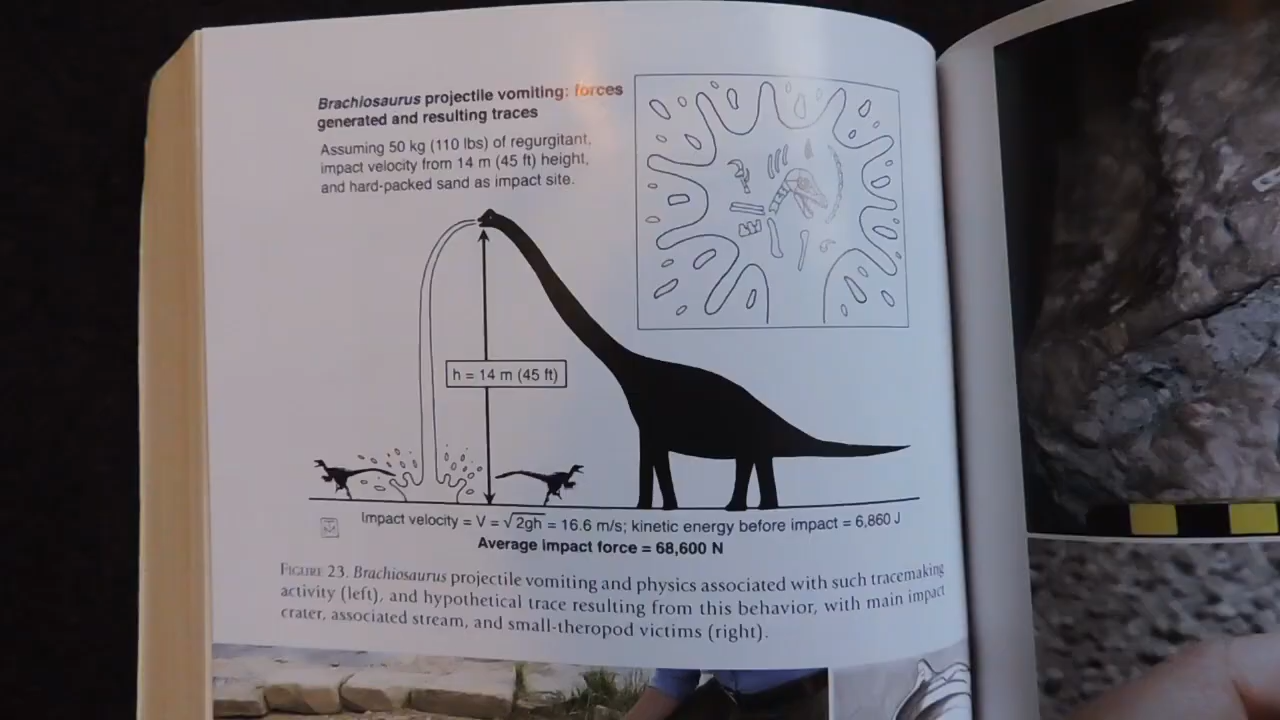 Brachiosaurus projectile vomiting: forces
generated and resulting traces
Assuming 50 kg (110 lbs) of regurgitant,
impact velocity from 14 m (45 ft) height,
and hard-packed sand as impact site.
h = 14 m (45 ft)
Impact velocity = V = √2gh = 16.6 m/s; kinetic energy before impact = 6,860 J
Average impact force = 68,600 N
FIGURE 23. Brachiosaurus projectile vomiting and physics associated with such tracemaking
activity (left), and hypothetical trace resulting from this behavior, with main impact
crater, associated stream, and small-theropod victims (right).